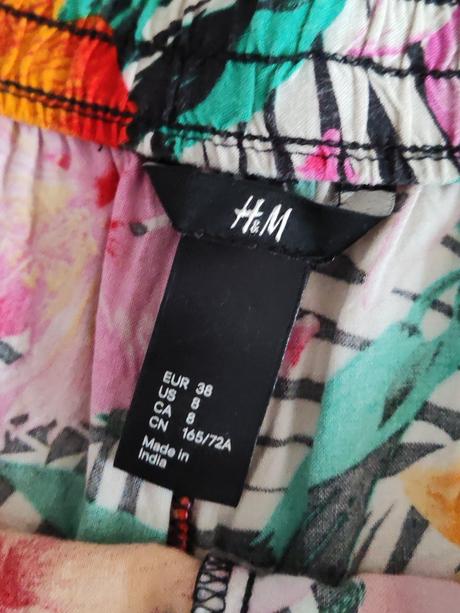 H&M
EUR 38
US 8
CA 8
CN 165/72A
Made in
India